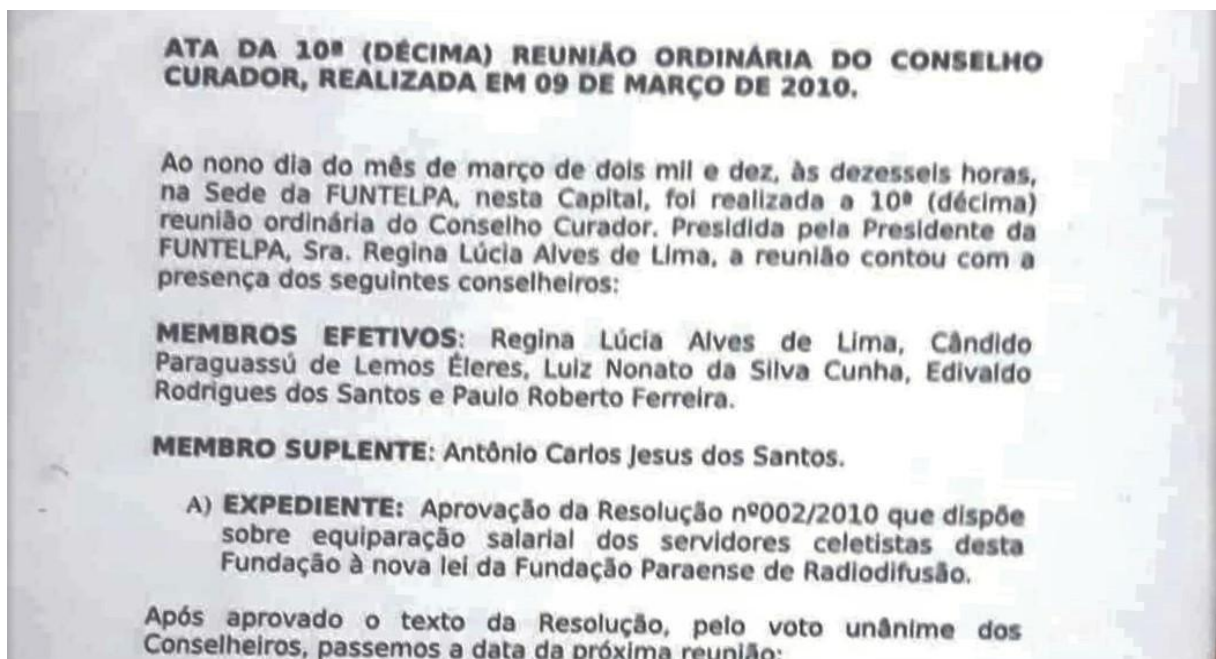 ATA DA 10ª (DÉCIMA) REUNIÃO ORDINÁRIA DO CONSELHO
CURADOR, REALIZADA EM 09 DE MARÇO DE 2010.
Ao nono dia do mês de março de dois mil e dez, às dezesseis horas,
na Sede da FUNTELPA, nesta Capital, foi realizada a 10ª (décima)
reunião ordinária do Conselho Curador. Presidida pela Presidente da
FUNTELPA, Sra. Regina Lúcia Alves de Lima, a reunião contou com a
presença dos seguintes conselheiros:
MEMBROS EFETIVOS: Regina Lúcia Alves de Lima, Cândido
Paraguassú de Lemos Éleres, Luiz Nonato da Silva Cunha, Edivaldo
Rodrigues dos Santos e Paulo Roberto Ferreira.
MEMBRO SUPLENTE: Antônio Carlos Jesus dos Santos.
A) EXPEDIENTE: Aprovação da Resolução nº002/2010 que dispõe
sobre equiparação salarial dos servidores celetistas desta
Fundação à nova lei da Fundação Paraense de Radiodifusão.
Após aprovado o texto da Resolução, pelo voto unânime dos
Conselheiros, passemos a data da próxima reunião: